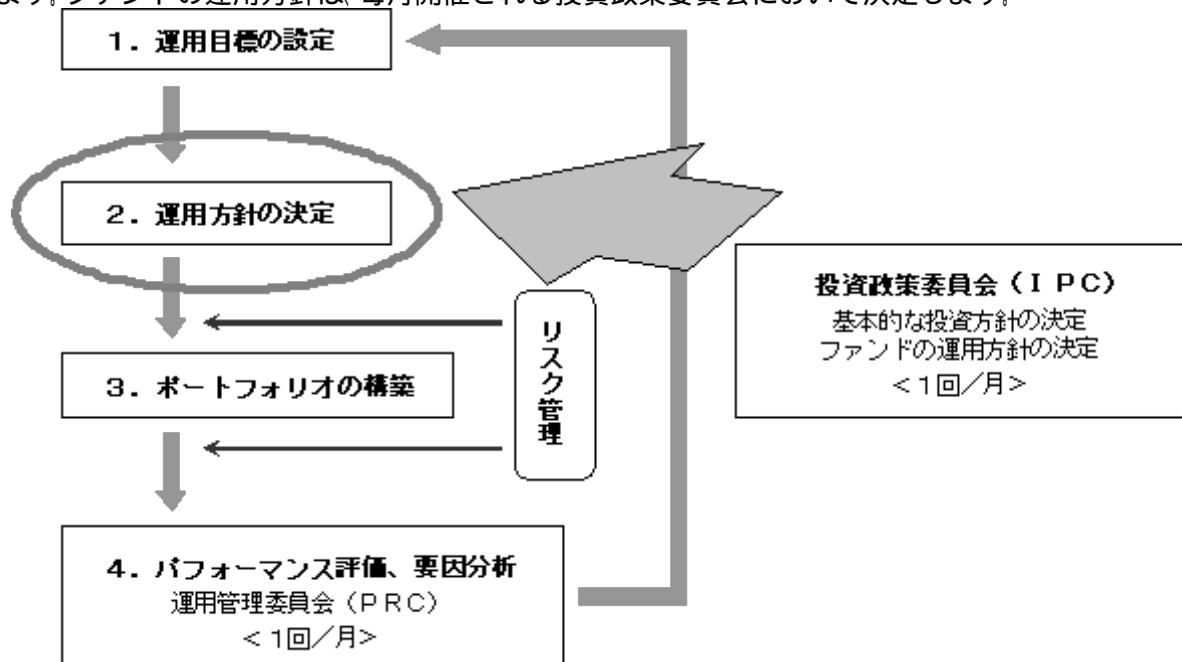 ます。ファンドの運用方針は、毎月開催される投資政策委員会において決定します。
１．運用目標の設定
２．運用方針の決定
投資政策委員会（ＩＰＣ）
基本的な投資方針の決定
ファンドの運用方針の決定
＜１回／月＞
リスク管理
３．ポートフォリオの構築
４．パフォーマンス評価、要因分析
運用管理委員会（ＰＲＣ）
＜１回／月＞